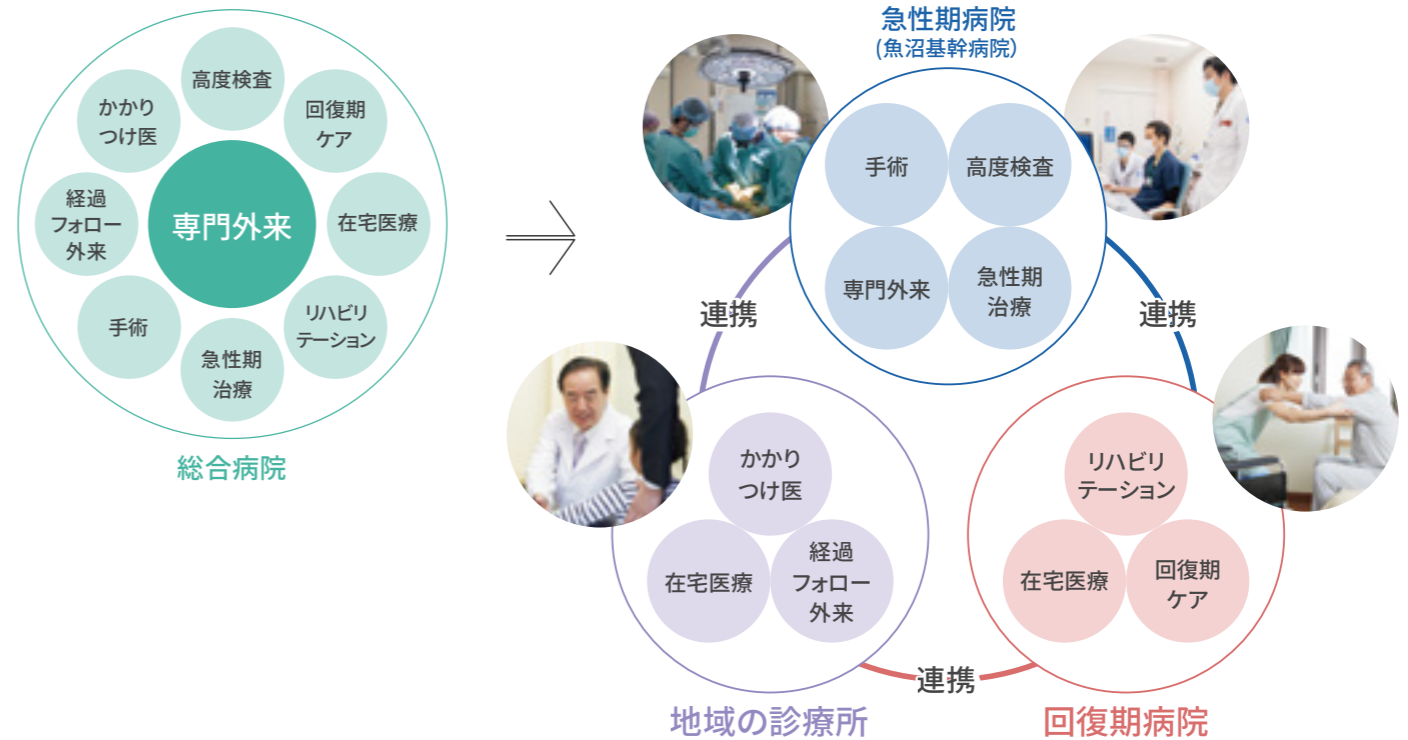 高度検査
かかり
つけ医
回復期
ケア
経過
フォロー
外来
専門外来
在宅医療
手術
リハビリ
テーション
急性期
治療
総合病院
急性期病院
(魚沼基幹病院)
手術
高度検査
専門外来
急性期
治療
連携
連携
かかり
つけ医
在宅医療
経過
フォロー
外来
地域の診療所
リハビリ
テーション
在宅医療
回復期
ケア
回復期病院
連携